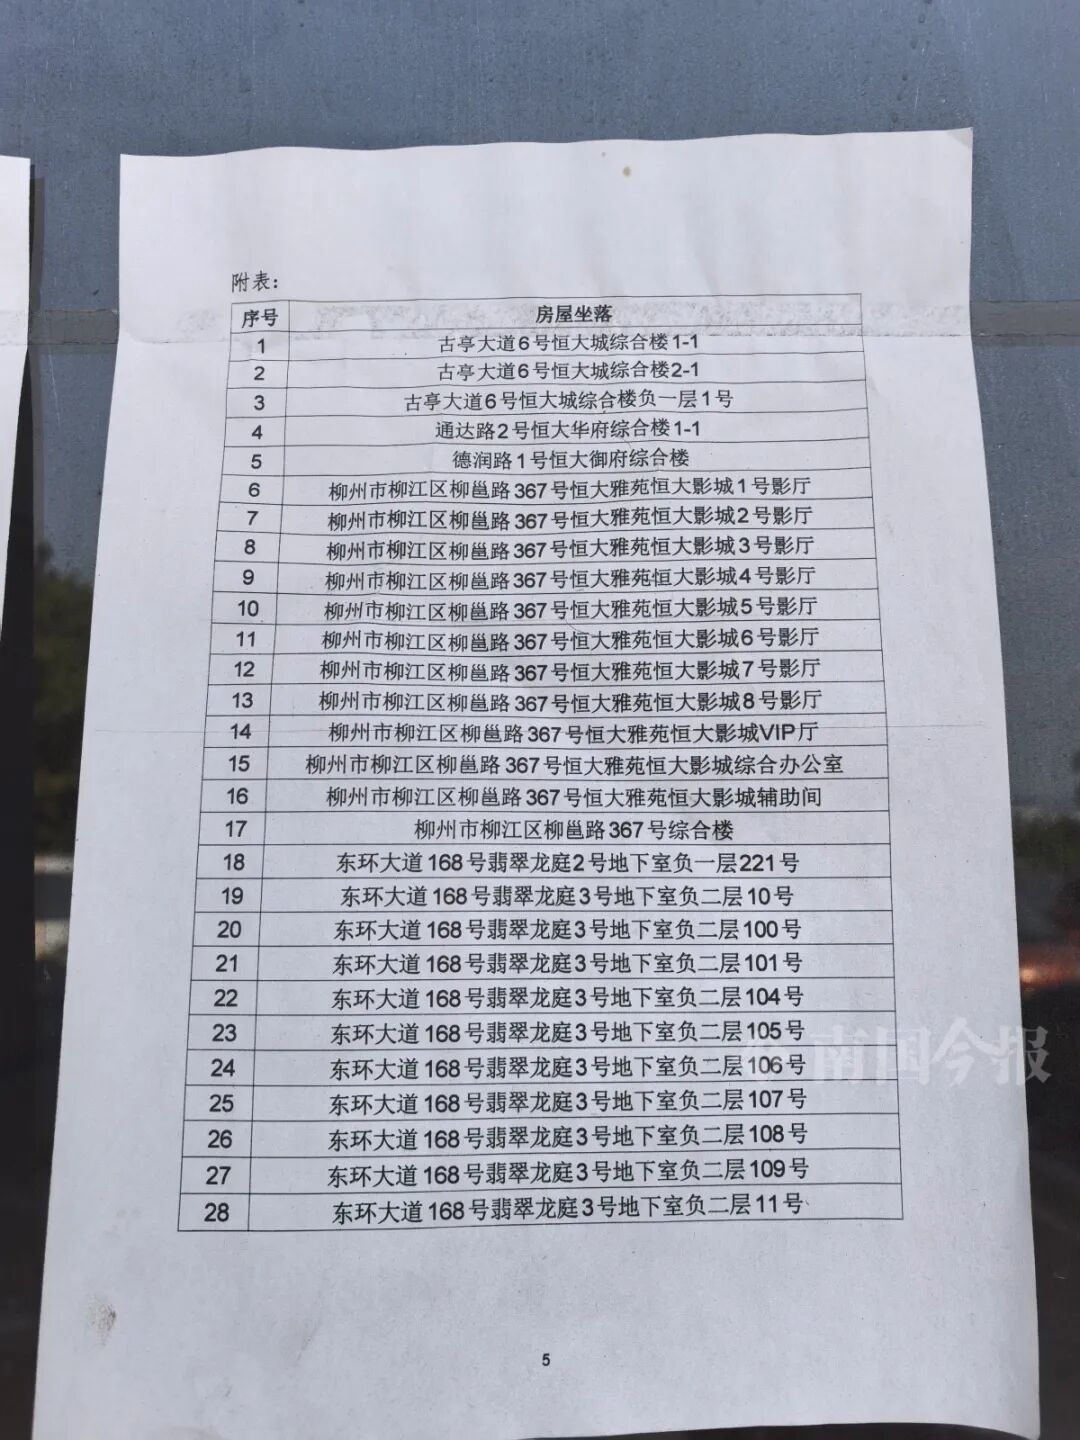 附表：
序号 房屋坐落
1 古亭大道6号恒大城综合楼1-1
2 古亭大道6号恒大城综合楼2-1
3 古亭大道6号恒大城综合楼负一层1号
4 通达路2号恒大华府综合楼1-1
5 德润路1号恒大御府综合楼
6 柳州市柳江区柳邕路367号恒大雅苑恒大影城1号影厅
7 柳州市柳江区柳邕路367号恒大雅苑恒大影城2号影厅
8 柳州市柳江区柳邕路367号恒大雅苑恒大影城3号影厅
9 柳州市柳江区柳邕路367号恒大雅苑恒大影城4号影厅
10 柳州市柳江区柳邕路367号恒大雅苑恒大影城5号影厅
11 柳州市柳江区柳邕路367号恒大雅苑恒大影城6号影厅
12 柳州市柳江区柳邕路367号恒大雅苑恒大影城7号影厅
13 柳州市柳江区柳邕路367号恒大雅苑恒大影城8号影厅
14 柳州市柳江区柳邕路367号恒大雅苑恒大影城VIP厅
15 柳州市柳江区柳邕路367号恒大雅苑恒大影城综合办公室
16 柳州市柳江区柳邕路367号恒大雅苑恒大影城辅助间
17 柳州市柳江区柳邕路367号综合楼
18 东环大道168号翡翠龙庭2号地下室负一层221号
19 东环大道168号翡翠龙庭3号地下室负二层10号
20 东环大道168号翡翠龙庭3号地下室负二层100号
21 东环大道168号翡翠龙庭3号地下室负二层101号
22 东环大道168号翡翠龙庭3号地下室负二层104号
23 东环大道168号翡翠龙庭3号地下室负二层105号
24 东环大道168号翡翠龙庭3号地下室负二层106号
25 东环大道168号翡翠龙庭3号地下室负二层107号
26 东环大道168号翡翠龙庭3号地下室负二层108号
27 东环大道168号翡翠龙庭3号地下室负二层109号
28 东环大道168号翡翠龙庭3号地下室负二层11号
南国今报
5